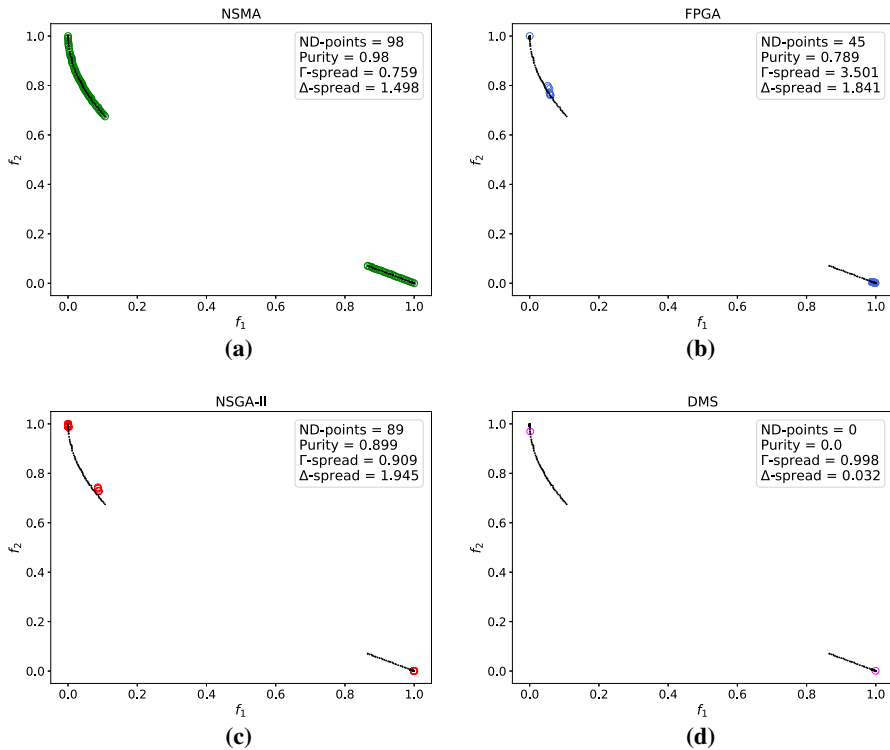 NSMA
1.0
0.8
0.6
0.4
0.2
0.0
f2
0.0 0.2 0.4 0.6 0.8 1.0
f1
ND-points = 98
Purity = 0.98
Γ-spread = 0.759
Δ-spread = 1.498
(a)
FPGA
1.0
0.8
0.6
0.4
0.2
0.0
f2
0.0 0.2 0.4 0.6 0.8 1.0
f1
ND-points = 45
Purity = 0.789
Γ-spread = 3.501
Δ-spread = 1.841
(b)
NSGA-II
1.0
0.8
0.6
0.4
0.2
0.0
f2
0.0 0.2 0.4 0.6 0.8 1.0
f1
ND-points = 89
Purity = 0.899
Γ-spread = 0.909
Δ-spread = 1.945
(c)
DMS
1.0
0.8
0.6
0.4
0.2
0.0
f2
0.0 0.2 0.4 0.6 0.8 1.0
f1
ND-points = 0
Purity = 0.0
Γ-spread = 0.998
Δ-spread = 0.032
(d)